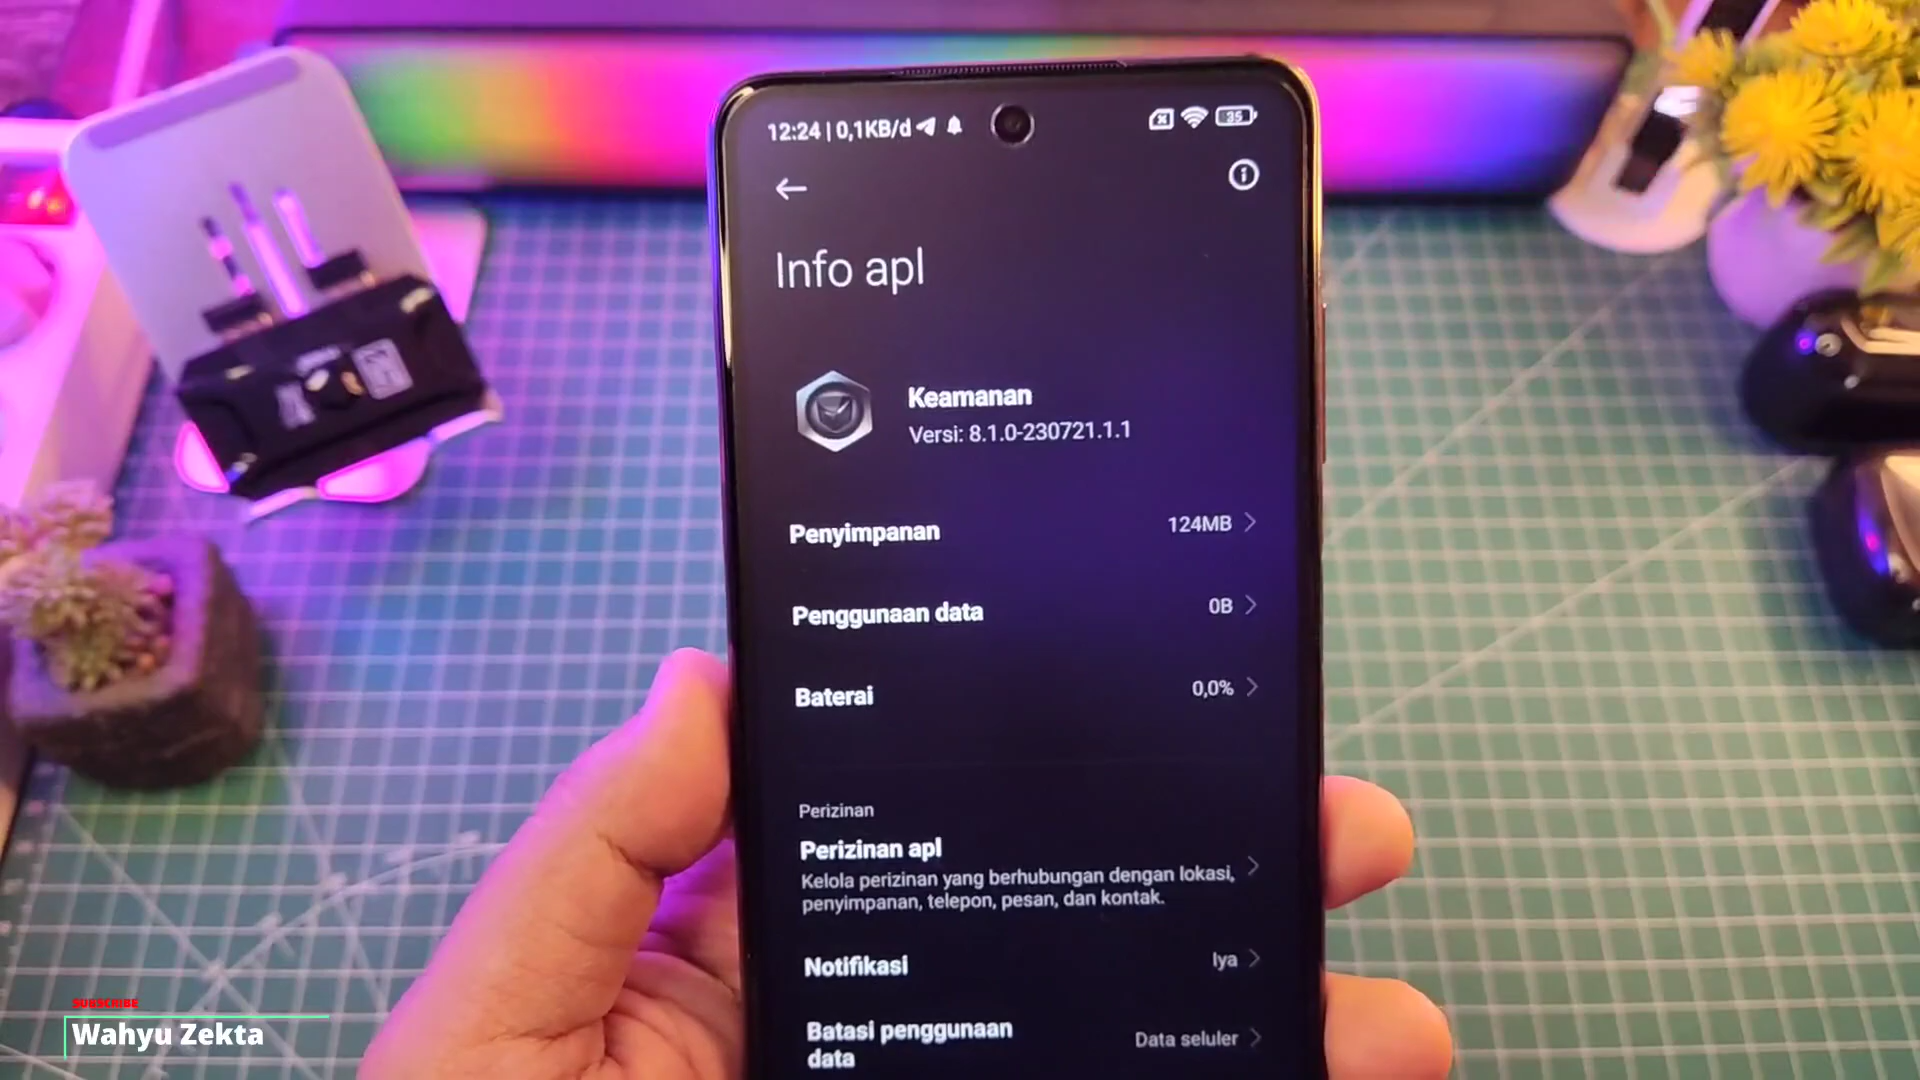 12:24 | 0,1KB/d
35
Info apl
Keamanan
Versi: 8.1.0-230721.1.1
Penyimpanan 124MB
Penggunaan data 0B
Baterai 0,0%
Perizinan
Perizinan apl
Kelola perizinan yang berhubungan dengan lokasi,
penyimpanan, telepon, pesan, dan kontak.
Notifikasi Iya
Batasi penggunaan
data
Data seluler
SUBSCRIBE
Wahyu Zekta